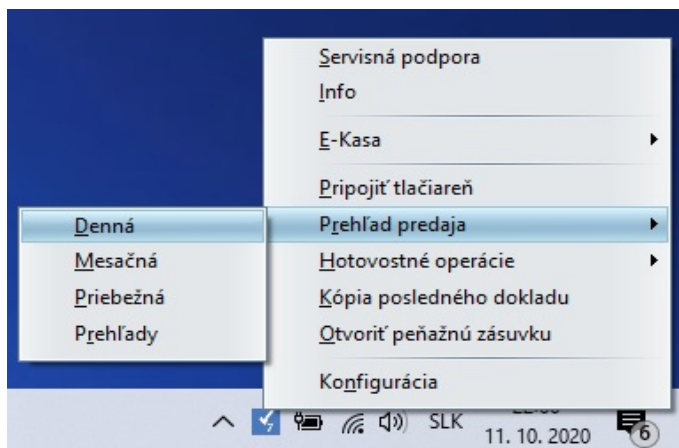 Servisná podpora
Info
E-Kasa
Pripojiť tlačiareň
Prehľad predaja
Hotovostné operácie
Kópia posledného dokladu
Otvoriť peňažnú zásuvku
Konfigurácia
Denná
Mesačná
Priebežná
Prehľady
SLK
11. 10. 2020
6